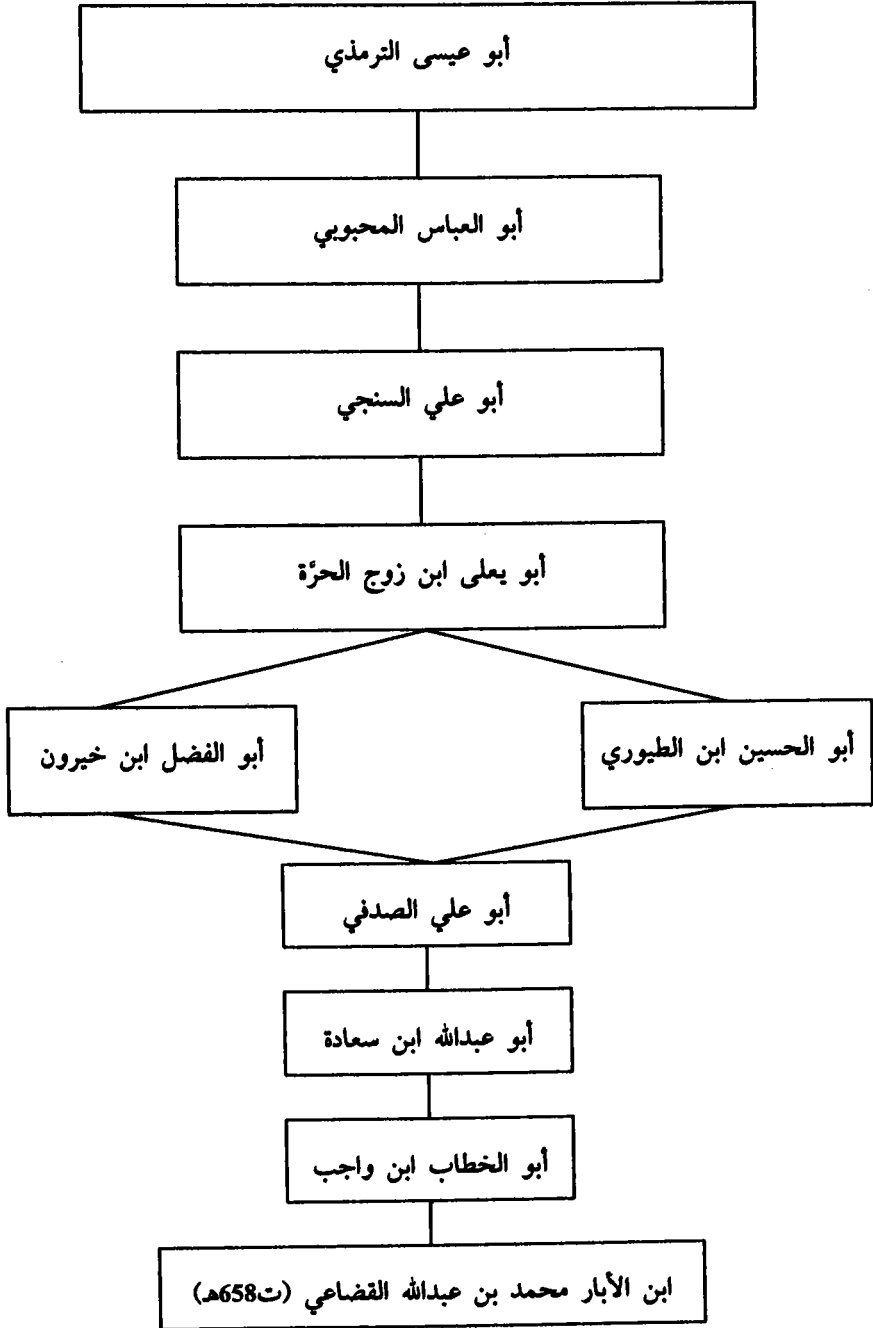 أبو عيسى الترمذي
أبو العباس المحبوبي
أبو علي السنجي
أبو يعلى ابن زوج الحرَّة
أبو الحسين ابن الطيوري
أبو الفضل ابن خيرون
أبو علي الصدفي
أبو عبدالله ابن سعادة
أبو الخطاب ابن واجب
ابن الأبار محمد بن عبدالله القضاعي (ت658هـ)